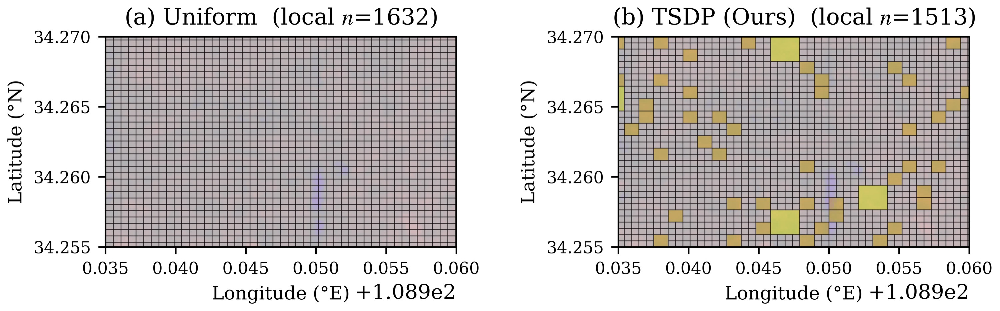 (a) Uniform (local n=1632)
34.270
34.265
34.260
34.255
Latitude (°N)
0.035 0.040 0.045 0.050 0.055 0.060
Longitude (°E) +1.089e2
(b) TSDP (Ours) (local n=1513)
34.270
34.265
34.260
34.255
Latitude (°N)
0.035 0.040 0.045 0.050 0.055 0.060
Longitude (°E) +1.089e2